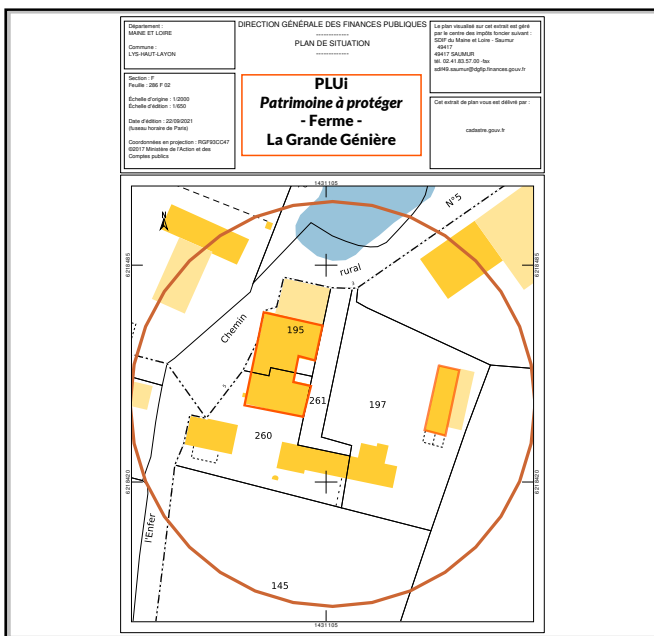 Département :
MAINE ET LOIRE
Commune :
LYS-HAUT-LAYON
Section : F
Feuille : 286 F 02
Échelle d'origine : 1/2000
Échelle d'édition : 1/650
Date d'édition : 22/09/2021
(fuseau horaire de Paris)
Coordonnées en projection : RGF93CC47
©2017 Ministère de l'Action et des
Comptes publics
DIRECTION GÉNÉRALE DES FINANCES PUBLIQUES
-------------
PLAN DE SITUATION
-------------
PLUi
Patrimoine à protéger
- Ferme -
La Grande Génière
Le plan visualisé sur cet extrait est géré
par le centre des impôts foncier suivant :
SDIF du Maine et Loire - Saumur
49417
49417 SAUMUR
tél. 02.41.83.57.00 -fax
sdif49.saumur@dgfip.finances.gouv.fr
Cet extrait de plan vous est délivré par :
cadastre.gouv.fr
1431105
N
N°5
6218485
6218485
rural
Chemin
195
261
197
260
6218420
6218420
l'Enfer
145
1431105